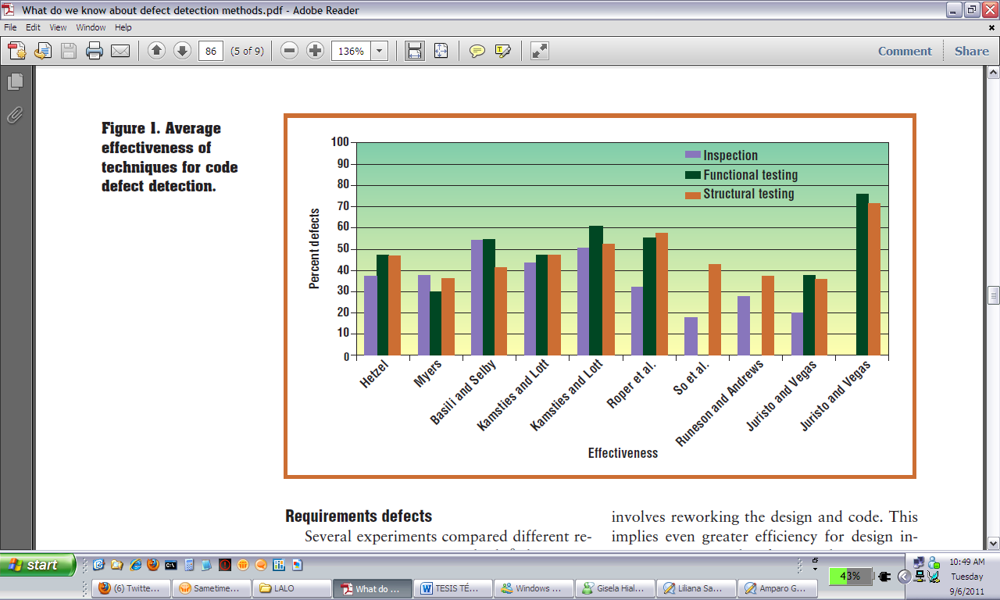 What do we know about defect detection methods.pdf - Adobe Reader
File Edit View Window Help
86 (5 of 9) 136% Comment Share
Figure 1. Average
effectiveness of
techniques for code
defect detection.
Inspection
Functional testing
Structural testing
Percent defects
100
90
80
70
60
50
40
30
20
10
0
Hetzel
Myers
Basili and Selby
Kamsties and Lott
Kamsties and Lott
Roper et al.
So et al.
Runeson and Andrews
Juristo and Vegas
Juristo and Vegas
Effectiveness
Requirements defects
Several experiments compared different re-
involves reworking the design and code. This
implies even greater efficiency for design in-
start
43%
10:49 AM
Tuesday
9/6/2011
(6) Twitte...
Sametime...
LALO
What do ...
TESIS TÉ...
Windows ...
Gisela Hial...
Liliana Sa...
Amparo G...